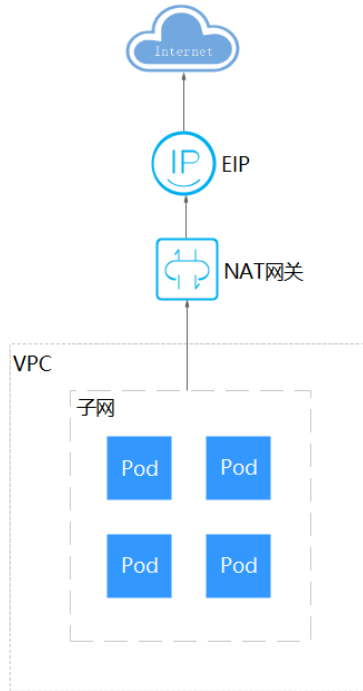 Internet
IP
EIP
NAT网关
VPC
子网
Pod Pod
Pod Pod